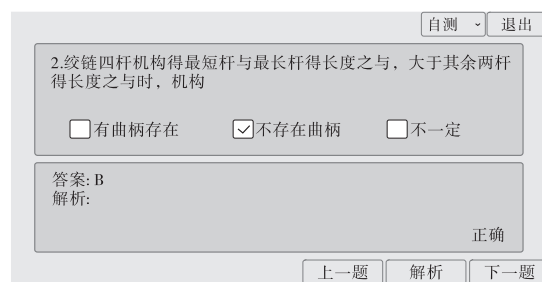 自测 退出
2.绞链四杆机构得最短杆与最长杆得长度之与，大于其余两杆
得长度之与时，机构
有曲柄存在 不存在曲柄 不一定
答案: B
解析:
正确
上一题 解析 下一题